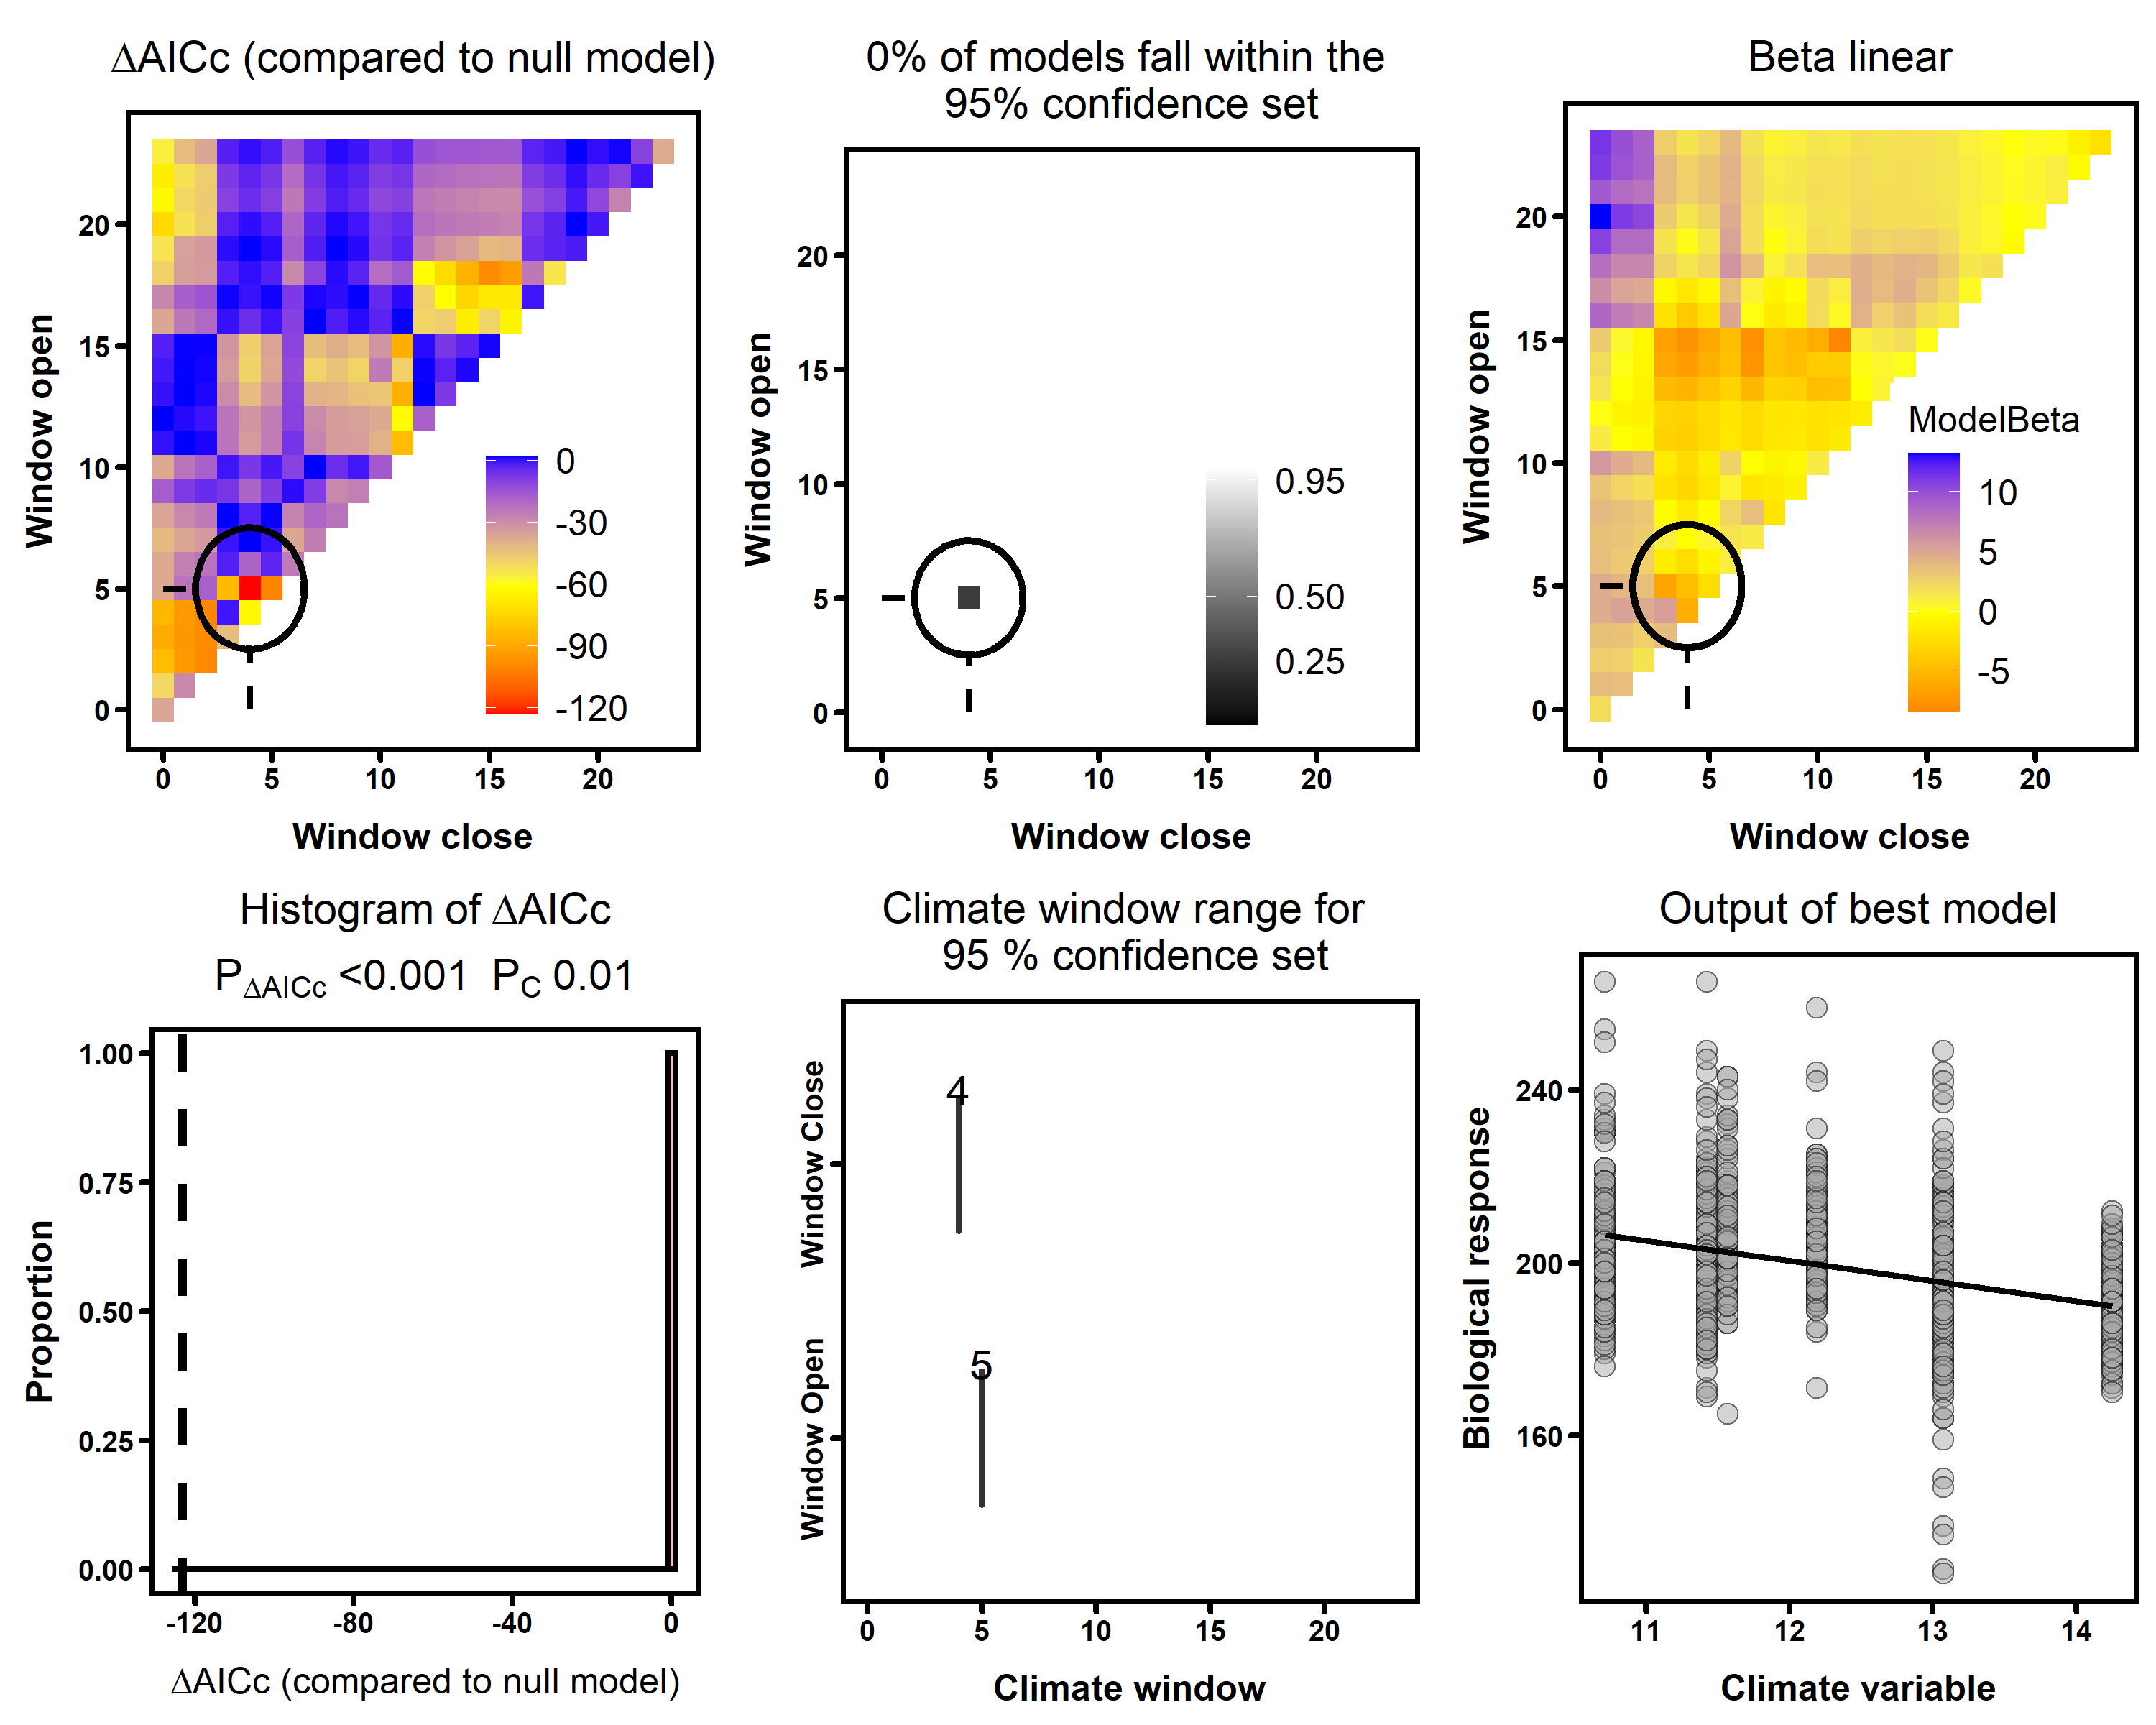 ΔAICc (compared to null model)
Window open
20
15
10
5
0
0
-30
-60
-90
-120
0 5 10 15 20
Window close
0% of models fall within the
95% confidence set
Window open
20
15
10
5
0
0.95
0.50
0.25
0 5 10 15 20
Window close
Beta linear
Window open
20
15
10
5
0
ModelBeta
10
5
0
-5
0 5 10 15 20
Window close
Histogram of ΔAICc
PΔAICc <0.001 PC 0.01
Proportion
1.00
0.75
0.50
0.25
0.00
-120 -80 -40 0
ΔAICc (compared to null model)
Climate window range for
95 % confidence set
Window Close
4
Window Open
5
0 5 10 15 20
Climate window
Output of best model
Biological response
240
200
160
11 12 13 14
Climate variable